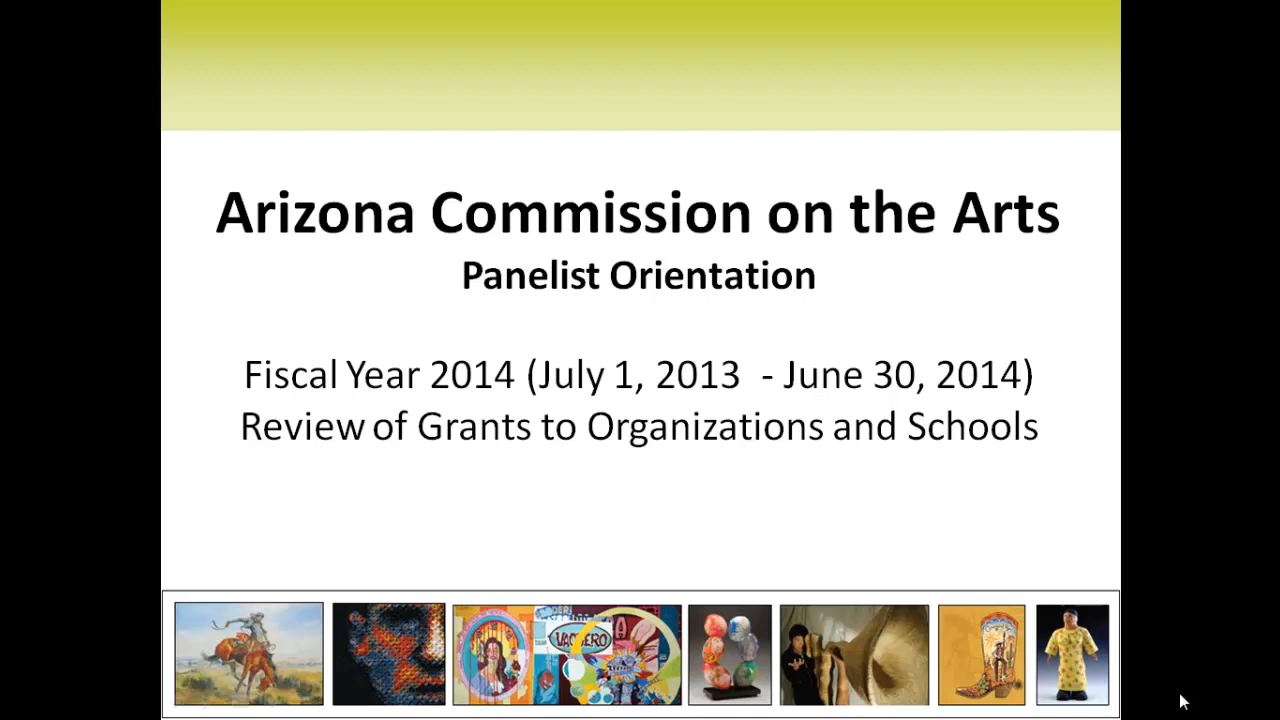 Arizona Commission on the Arts
Panelist Orientation
Fiscal Year 2014 (July 1, 2013 - June 30, 2014)
Review of Grants to Organizations and Schools
VAQUERO